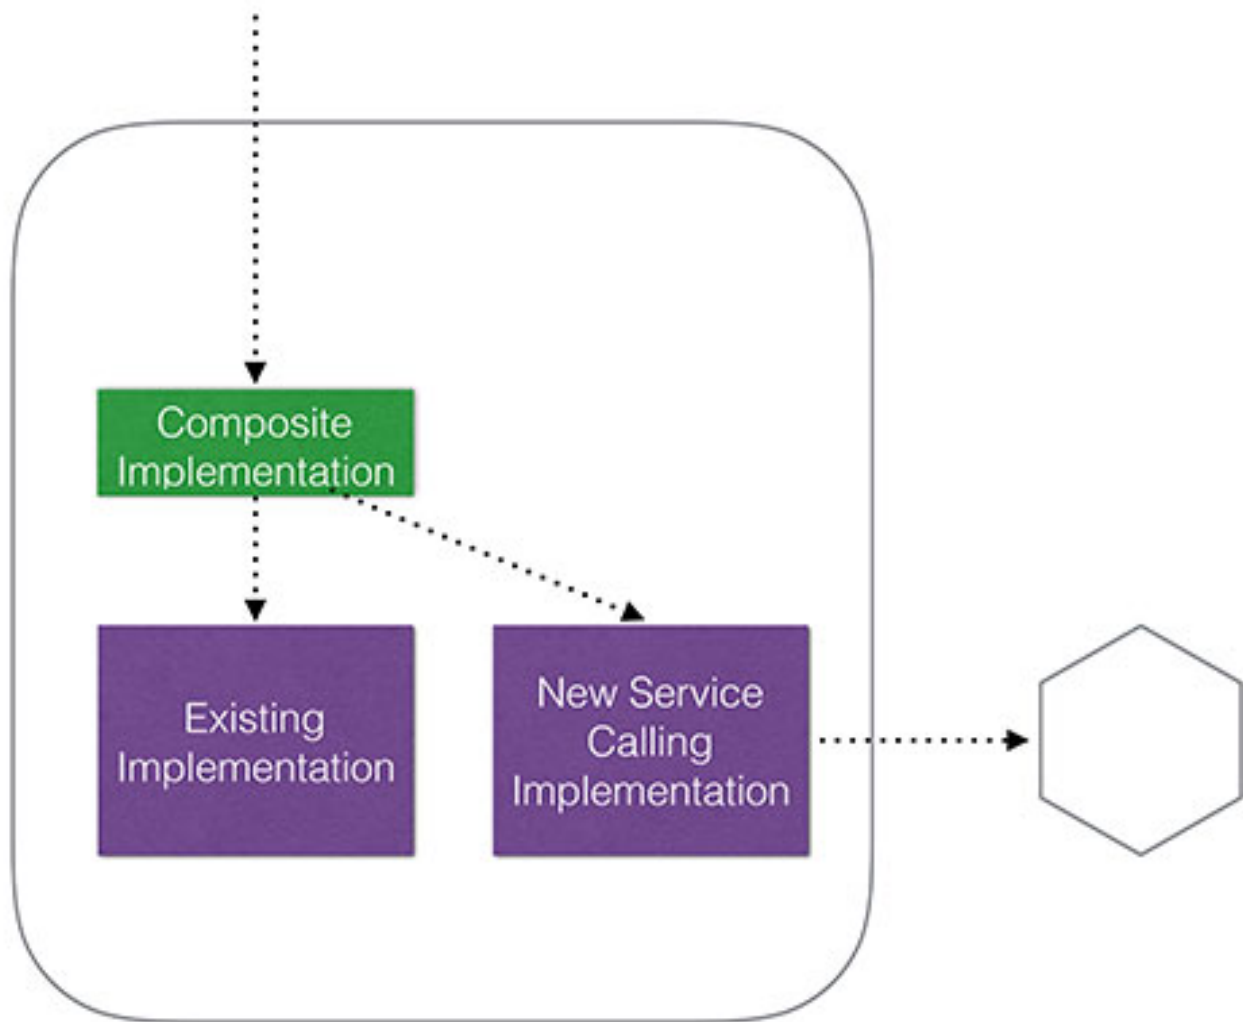 Composite
Implementation
Existing
Implementation
New Service
Calling
Implementation